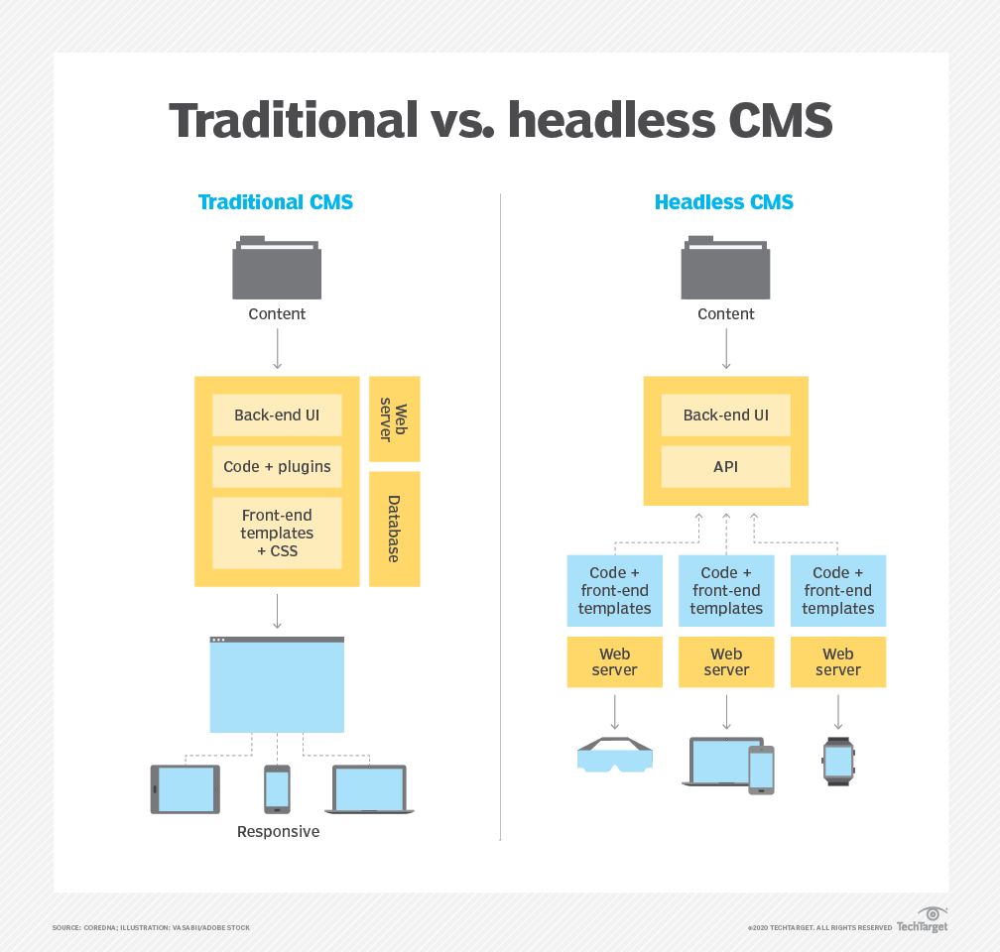 Traditional vs. headless CMS
Traditional CMS
Content
Back-end UI
Code + plugins
Front-end
templates
+ CSS
Web
server
Database
Responsive
Headless CMS
Content
Back-end UI
API
Code +
front-end
templates
Code +
front-end
templates
Code +
front-end
templates
Web
server
Web
server
Web
server
SOURCE: COREDNA; ILLUSTRATION: VASABII/ADOBE STOCK
©2020 TECHTARGET. ALL RIGHTS RESERVED
TechTarget